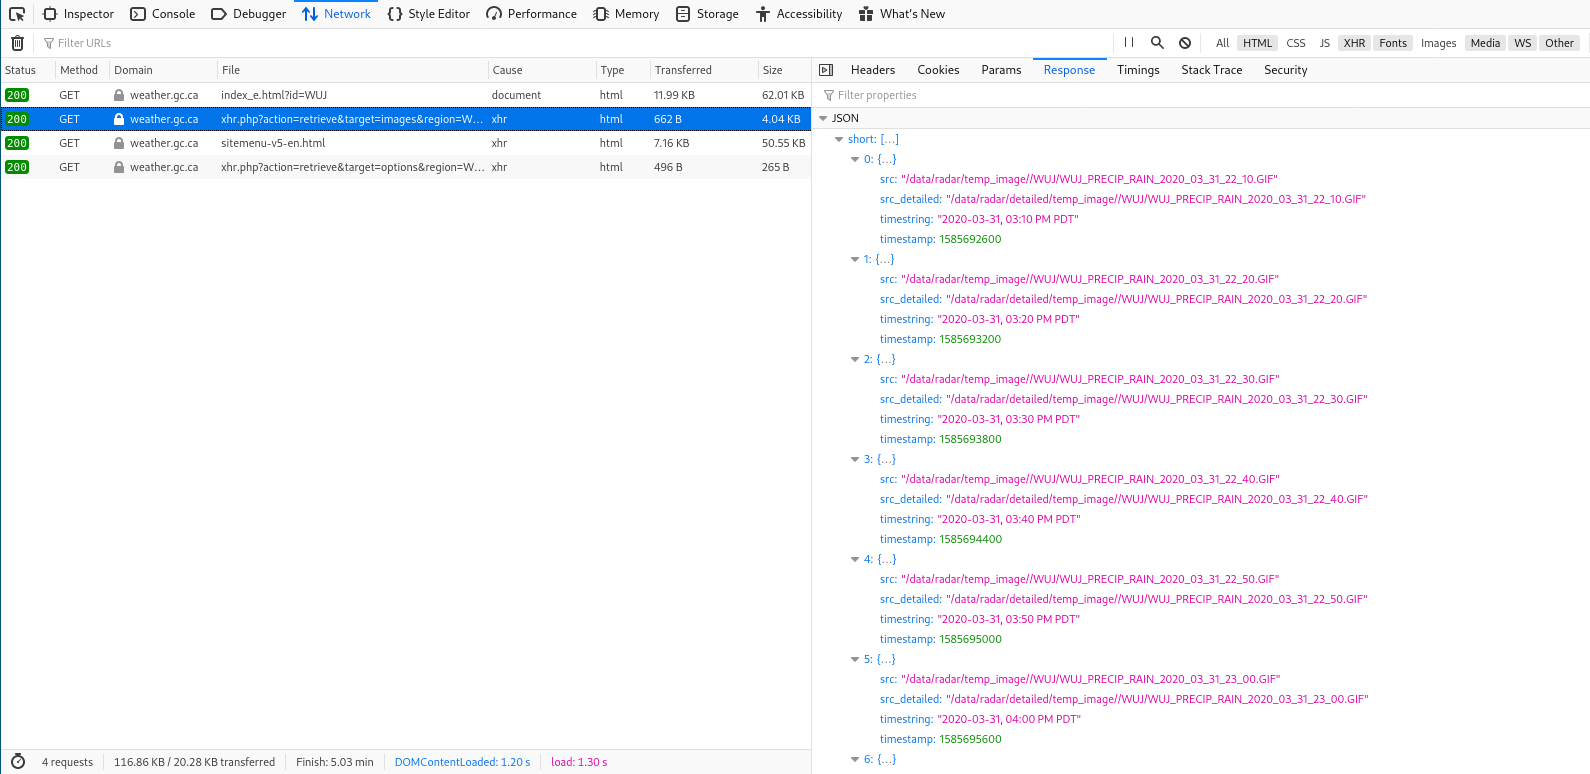 Inspector Console Debugger Network Style Editor Performance Memory Storage Accessibility What's New
Filter URLs All HTML CSS JS XHR Fonts Images Media WS Other
Status Method Domain File Cause Type Transferred Size
200 GET weather.gc.ca index_e.html?id=WUJ document html 11.99 KB 62.01 KB
200 GET weather.gc.ca xhr.php?action=retrieve&target=images&region=W... xhr html 662 B 4.04 KB
200 GET weather.gc.ca sitemenu-v5-en.html xhr html 7.16 KB 50.55 KB
200 GET weather.gc.ca xhr.php?action=retrieve&target=options&region=W... xhr html 496 B 265 B
4 requests 116.86 KB / 20.28 KB transferred Finish: 5.03 min DOMContentLoaded: 1.20 s load: 1.30 s
Headers Cookies Params Response Timings Stack Trace Security
Filter properties
JSON
short: [...]
0: {...}
src: "/data/radar/temp_image//WUJ/WUJ_PRECIP_RAIN_2020_03_31_22_10.GIF"
src_detailed: "/data/radar/detailed/temp_image//WUJ/WUJ_PRECIP_RAIN_2020_03_31_22_10.GIF"
timestring: "2020-03-31, 03:10 PM PDT"
timestamp: 1585692600
1: {...}
src: "/data/radar/temp_image//WUJ/WUJ_PRECIP_RAIN_2020_03_31_22_20.GIF"
src_detailed: "/data/radar/detailed/temp_image//WUJ/WUJ_PRECIP_RAIN_2020_03_31_22_20.GIF"
timestring: "2020-03-31, 03:20 PM PDT"
timestamp: 1585693200
2: {...}
src: "/data/radar/temp_image//WUJ/WUJ_PRECIP_RAIN_2020_03_31_22_30.GIF"
src_detailed: "/data/radar/detailed/temp_image//WUJ/WUJ_PRECIP_RAIN_2020_03_31_22_30.GIF"
timestring: "2020-03-31, 03:30 PM PDT"
timestamp: 1585693800
3: {...}
src: "/data/radar/temp_image//WUJ/WUJ_PRECIP_RAIN_2020_03_31_22_40.GIF"
src_detailed: "/data/radar/detailed/temp_image//WUJ/WUJ_PRECIP_RAIN_2020_03_31_22_40.GIF"
timestring: "2020-03-31, 03:40 PM PDT"
timestamp: 1585694400
4: {...}
src: "/data/radar/temp_image//WUJ/WUJ_PRECIP_RAIN_2020_03_31_22_50.GIF"
src_detailed: "/data/radar/detailed/temp_image//WUJ/WUJ_PRECIP_RAIN_2020_03_31_22_50.GIF"
timestring: "2020-03-31, 03:50 PM PDT"
timestamp: 1585695000
5: {...}
src: "/data/radar/temp_image//WUJ/WUJ_PRECIP_RAIN_2020_03_31_23_00.GIF"
src_detailed: "/data/radar/detailed/temp_image//WUJ/WUJ_PRECIP_RAIN_2020_03_31_23_00.GIF"
timestring: "2020-03-31, 04:00 PM PDT"
timestamp: 1585695600
6: {...}